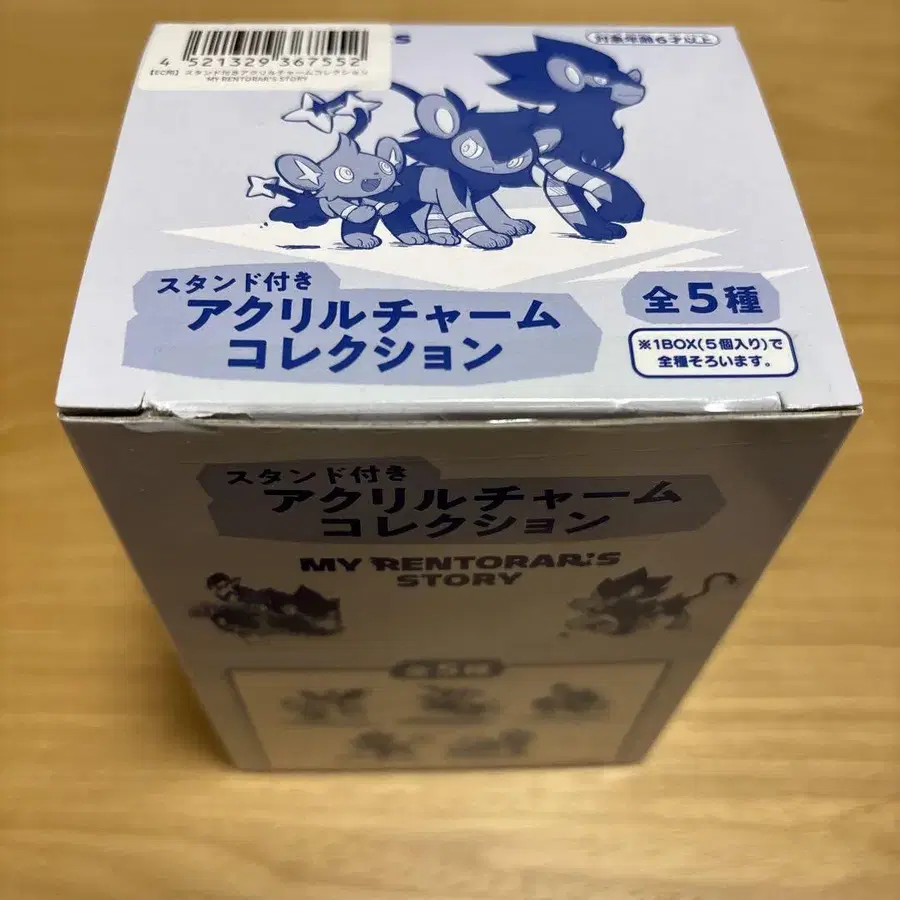 4 521329 367552
【EC用】スタンド付きアクリルチャームコレクション
MY RENTORAR'S STORY
対象年齢6才以上
スタンド付き
アクリルチャーム
コレクション
全5種
※1BOX(5個入り)で
全種そろいます。
スタンド付き
アクリルチャーム
コレクション
MY RENTORAR'S
STORY
全5種